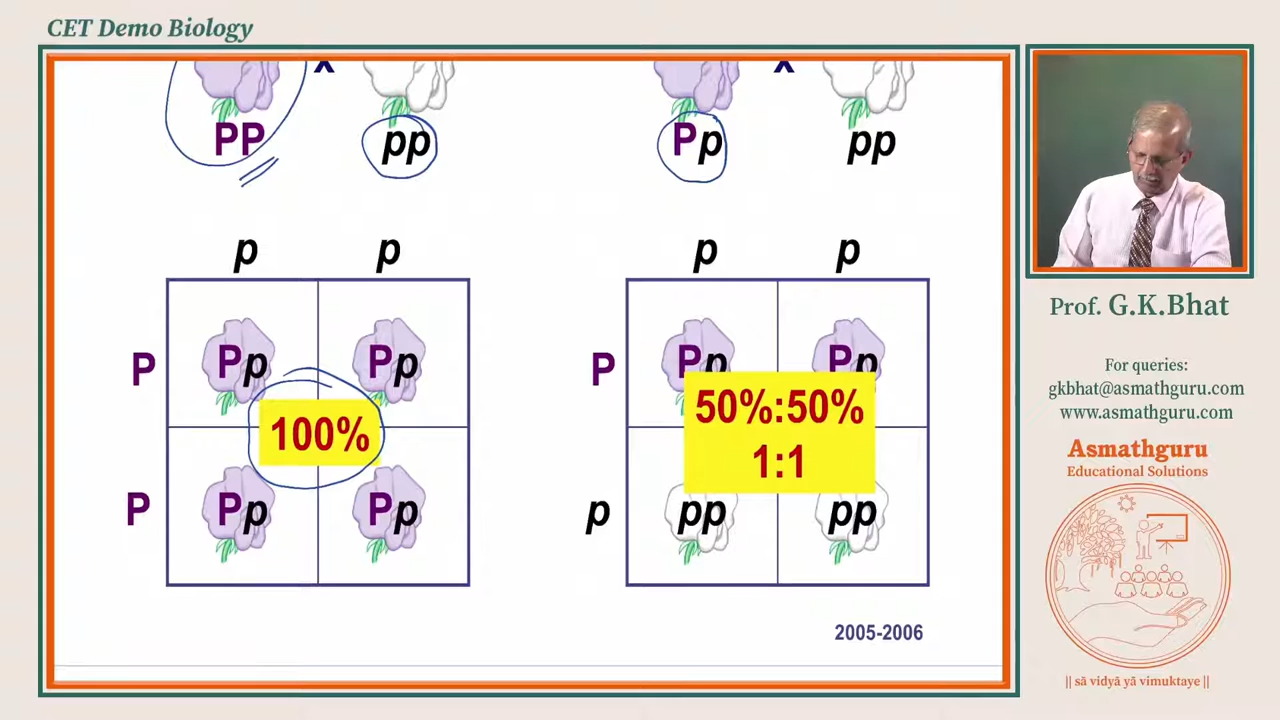 CET Demo Biology
x
x
PP
pp
Pp
pp
p
p
P
Pp
Pp
100%
P
Pp
Pp
p
p
P
Pp
Pp
50%:50%
1:1
p
pp
pp
2005-2006
Prof. G.K.Bhat
For queries:
gkbhat@asmathguru.com
www.asmathguru.com
Asmathguru
Educational Solutions
|| sā vidyā yā vimuktaye ||